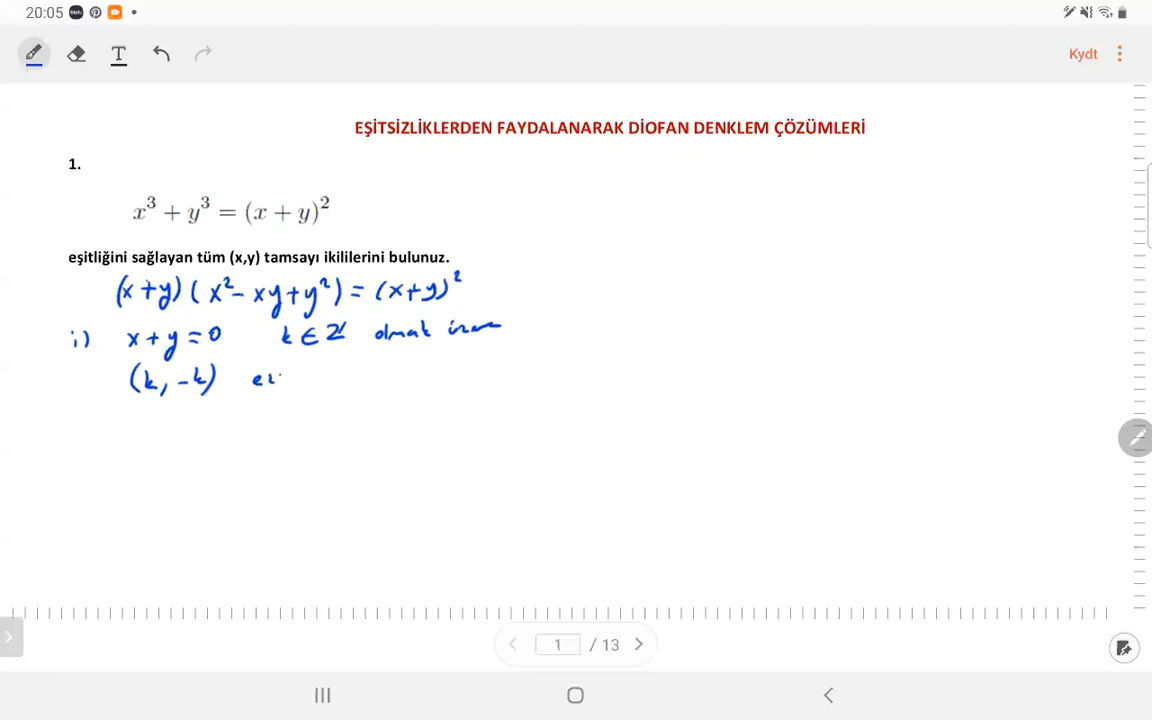 20:05
T
Kydt
EŞİTSİZLİKLERDEN FAYDALANARAK DİOFAN DENKLEM ÇÖZÜMLERİ
1.
x³ + y³ = (x + y)²
eşitliğini sağlayan tüm (x,y) tamsayı ikililerini bulunuz.
(x+y)(x²-xy+y²)=(x+y)²
i) x+y=0 k∈ℤ olmak üzere
(k,-k)
1 / 13